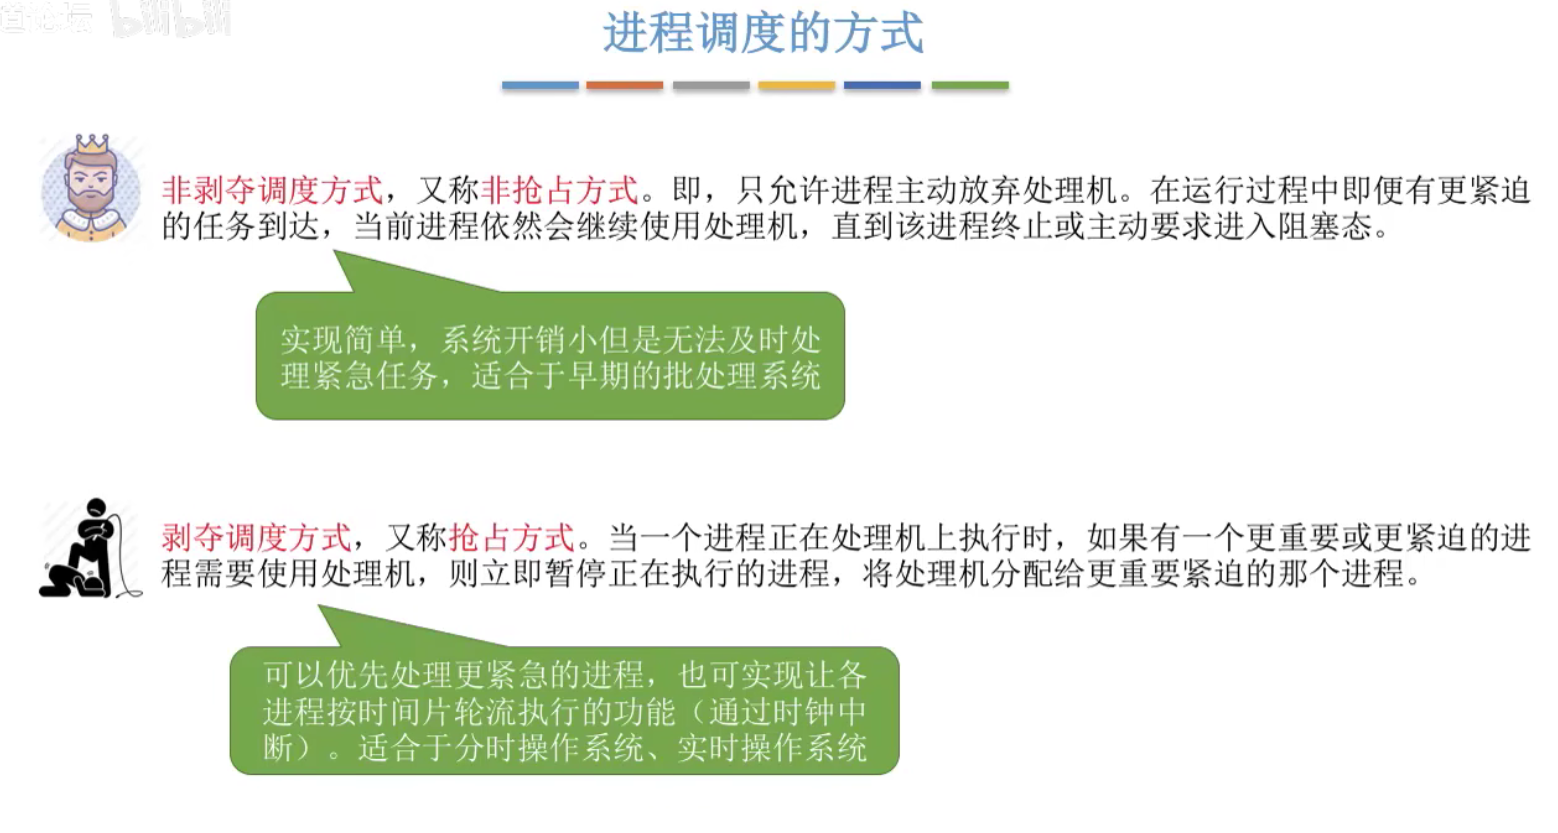 道论坛 bilibili
进程调度的方式
非剥夺调度方式，又称非抢占方式。即，只允许进程主动放弃处理机。在运行过程中即便有更紧迫
的任务到达，当前进程依然会继续使用处理机，直到该进程终止或主动要求进入阻塞态。
实现简单，系统开销小但是无法及时处
理紧急任务，适合于早期的批处理系统
剥夺调度方式，又称抢占方式。当一个进程正在处理机上执行时，如果有一个更重要或更紧迫的进
程需要使用处理机，则立即暂停正在执行的进程，将处理机分配给更重要紧迫的那个进程。
可以优先处理更紧急的进程，也可实现让各
进程按时间片轮流执行的功能（通过时钟中
断）。适合于分时操作系统、实时操作系统